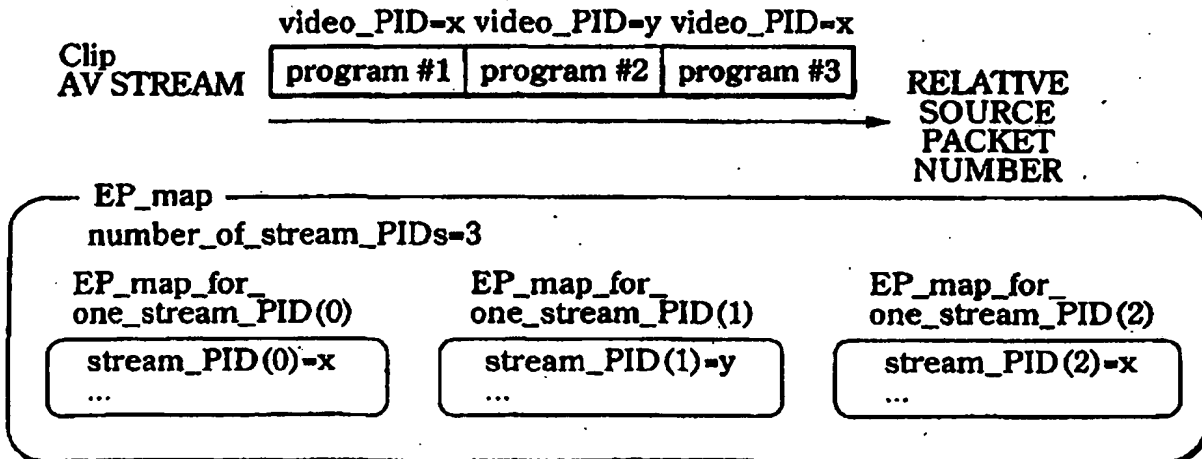 video_PID=x video_PID=y video_PID=x
Clip
AV STREAM
program #1 program #2 program #3
RELATIVE
SOURCE
PACKET
NUMBER
EP_map
number_of_stream_PIDs=3
EP_map_for_
one_stream_PID(0)
stream_PID(0)=x
...
EP_map_for_
one_stream_PID(1)
stream_PID(1)=y
...
EP_map_for_
one_stream_PID(2)
stream_PID(2)=x
...